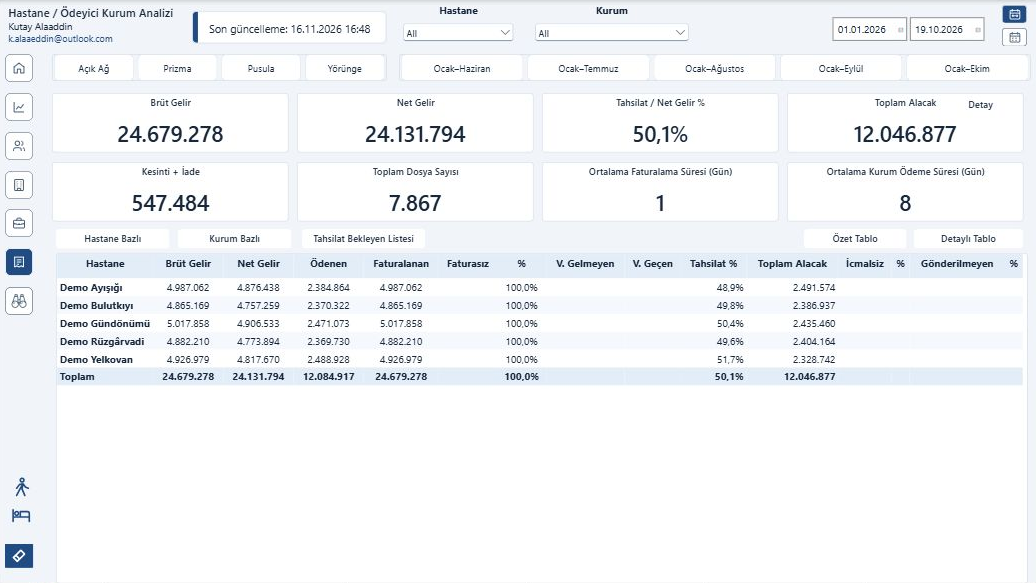 Hastane / Ödeyici Kurum Analizi
Kutay Alaaddin
k.alaaeddin@outlook.com
Son güncelleme: 16.11.2026 16:48
Hastane
All
Kurum
All
01.01.2026
19.10.2026
Açık Ağ Prizma Pusula Yörünge Ocak–Haziran Ocak–Temmuz Ocak–Ağustos Ocak–Eylül Ocak–Ekim
Brüt Gelir
24.679.278
Net Gelir
24.131.794
Tahsilat / Net Gelir %
50,1%
Toplam Alacak Detay
12.046.877
Kesinti + İade
547.484
Toplam Dosya Sayısı
7.867
Ortalama Faturalama Süresi (Gün)
1
Ortalama Kurum Ödeme Süresi (Gün)
8
Hastane Bazlı Kurum Bazlı Tahsilat Bekleyen Listesi Özet Tablo Detaylı Tablo
Hastane Brüt Gelir Net Gelir Ödenen Faturalanan Faturasız % V. Gelmeyen V. Geçen Tahsilat % Toplam Alacak İcmalsiz % Gönderilmeyen %
Demo Ayışığı 4.987.062 4.876.438 2.384.864 4.987.062 100,0% 48,9% 2.491.574
Demo Bulutkıyı 4.865.169 4.757.259 2.370.322 4.865.169 100,0% 49,8% 2.386.937
Demo Gündönümü 5.017.858 4.906.533 2.471.073 5.017.858 100,0% 50,4% 2.435.460
Demo Rüzgârvadi 4.882.210 4.773.894 2.369.730 4.882.210 100,0% 49,6% 2.404.164
Demo Yelkovan 4.926.979 4.817.670 2.488.928 4.926.979 100,0% 51,7% 2.328.742
Toplam 24.679.278 24.131.794 12.084.917 24.679.278 100,0% 50,1% 12.046.877